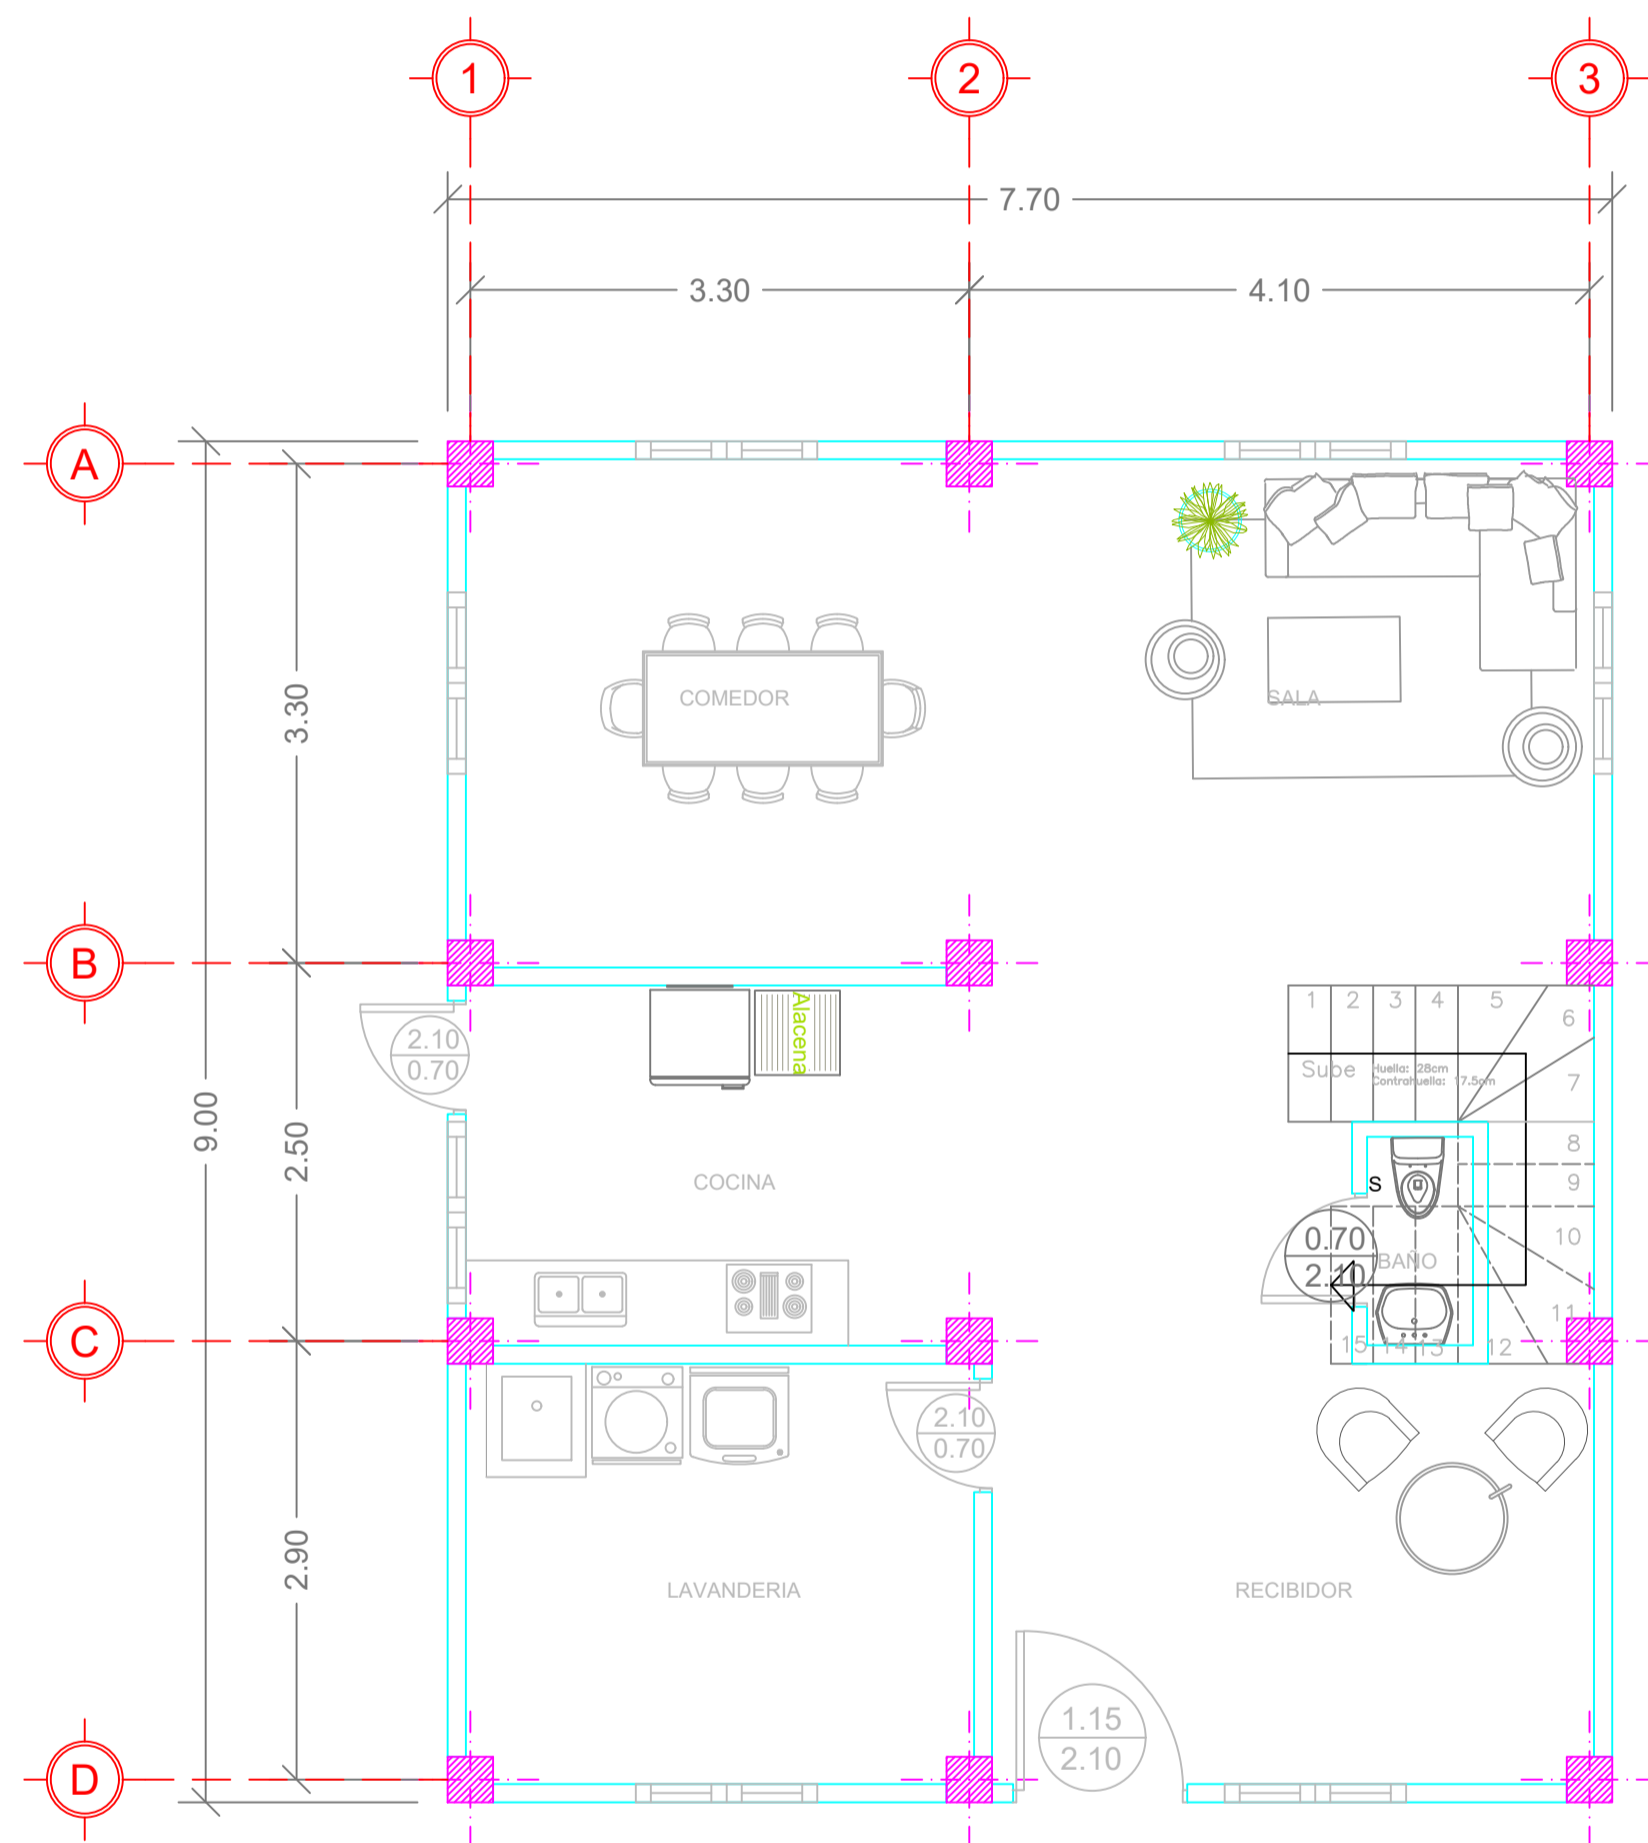 1
2
3
7.70
3.30
4.10
A
B
C
D
9.00
3.30
2.50
2.90
COMEDOR
SALA
2.10
0.70
Alacena
1 2 3 4 5
6
7
8
9
10
11
12
13
14
15
Sube
Huella: 28cm
Contrahuella: 17.5cm
S
COCINA
0.70
2.10
BAÑO
2.10
0.70
LAVANDERIA
RECIBIDOR
1.15
2.10